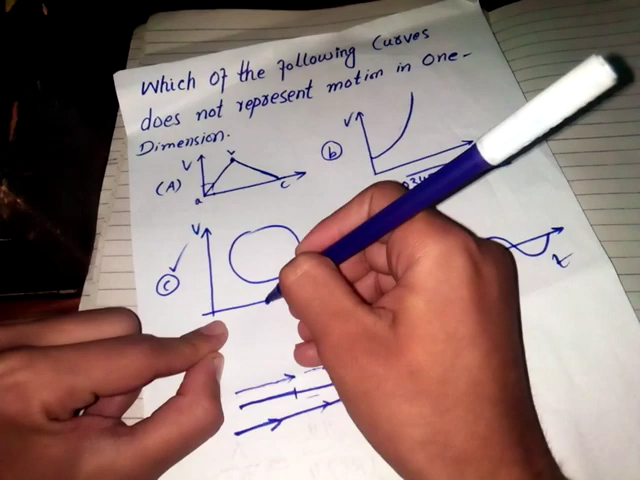 Which of the following Curves
does not represent motion in One-
Dimension.
(A) V a v c
(b) V
(c) V
t